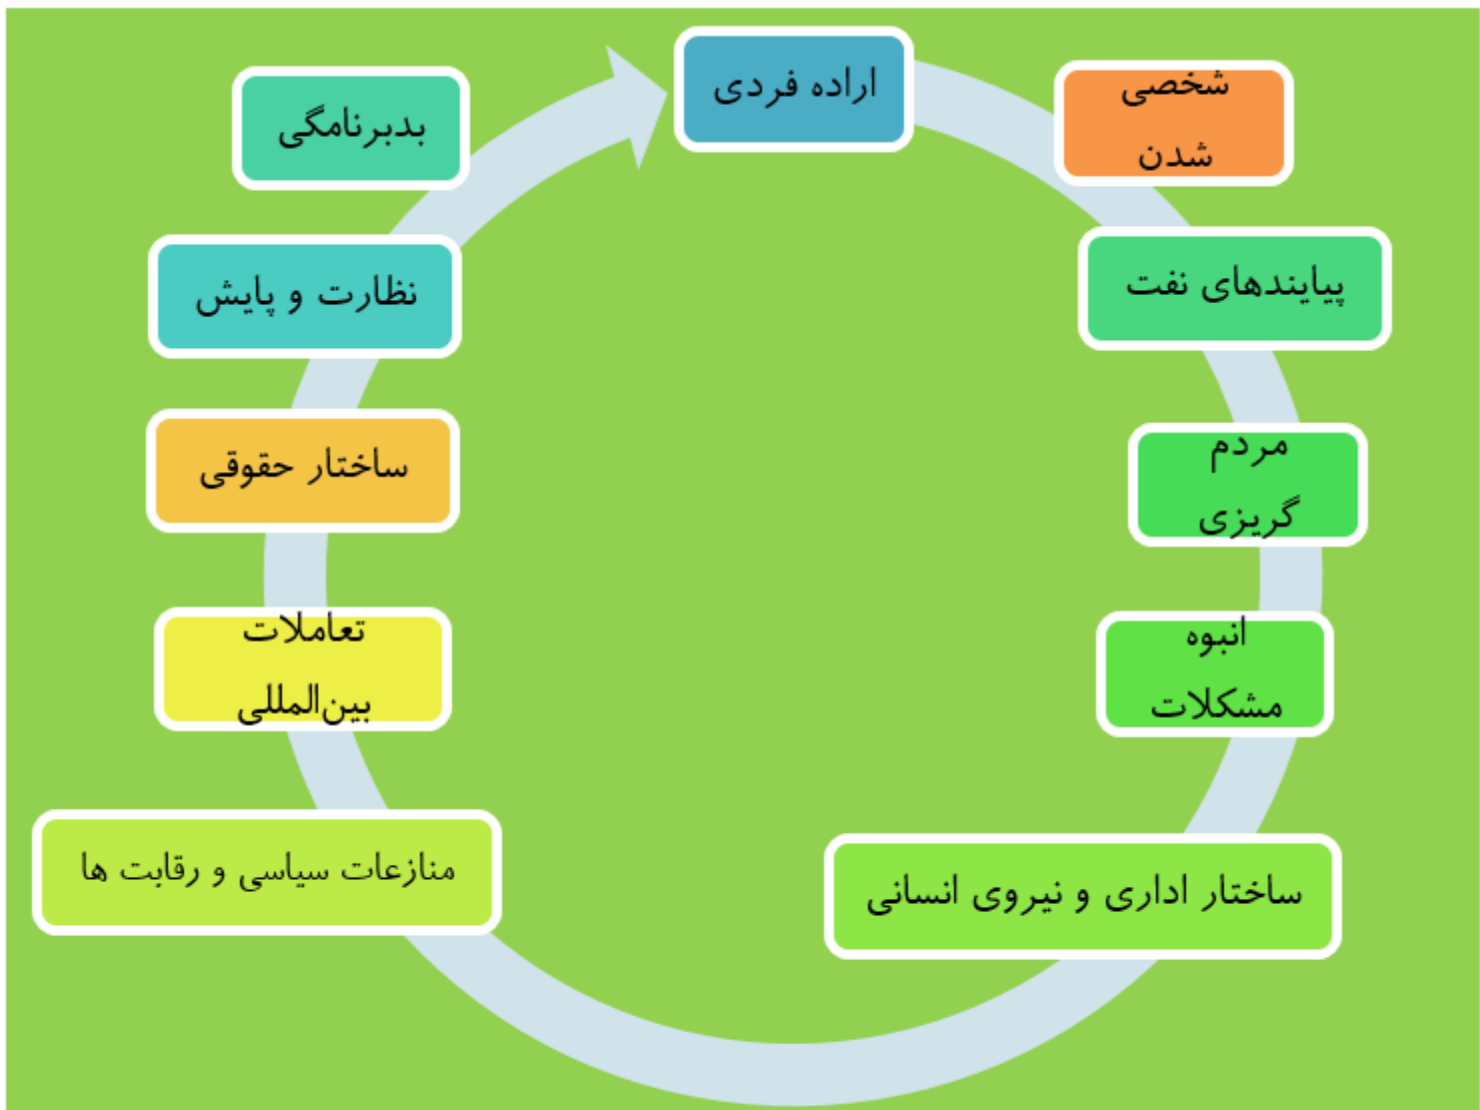 اراده فردی
شخصی
شدن
پیایندهای نفت
مردم
گریزی
انبوه
مشکلات
ساختار اداری و نیروی انسانی
منازعات سیاسی و رقابت ها
تعاملات
بین‌المللی
ساختار حقوقی
نظارت و پایش
بدبرنامگی